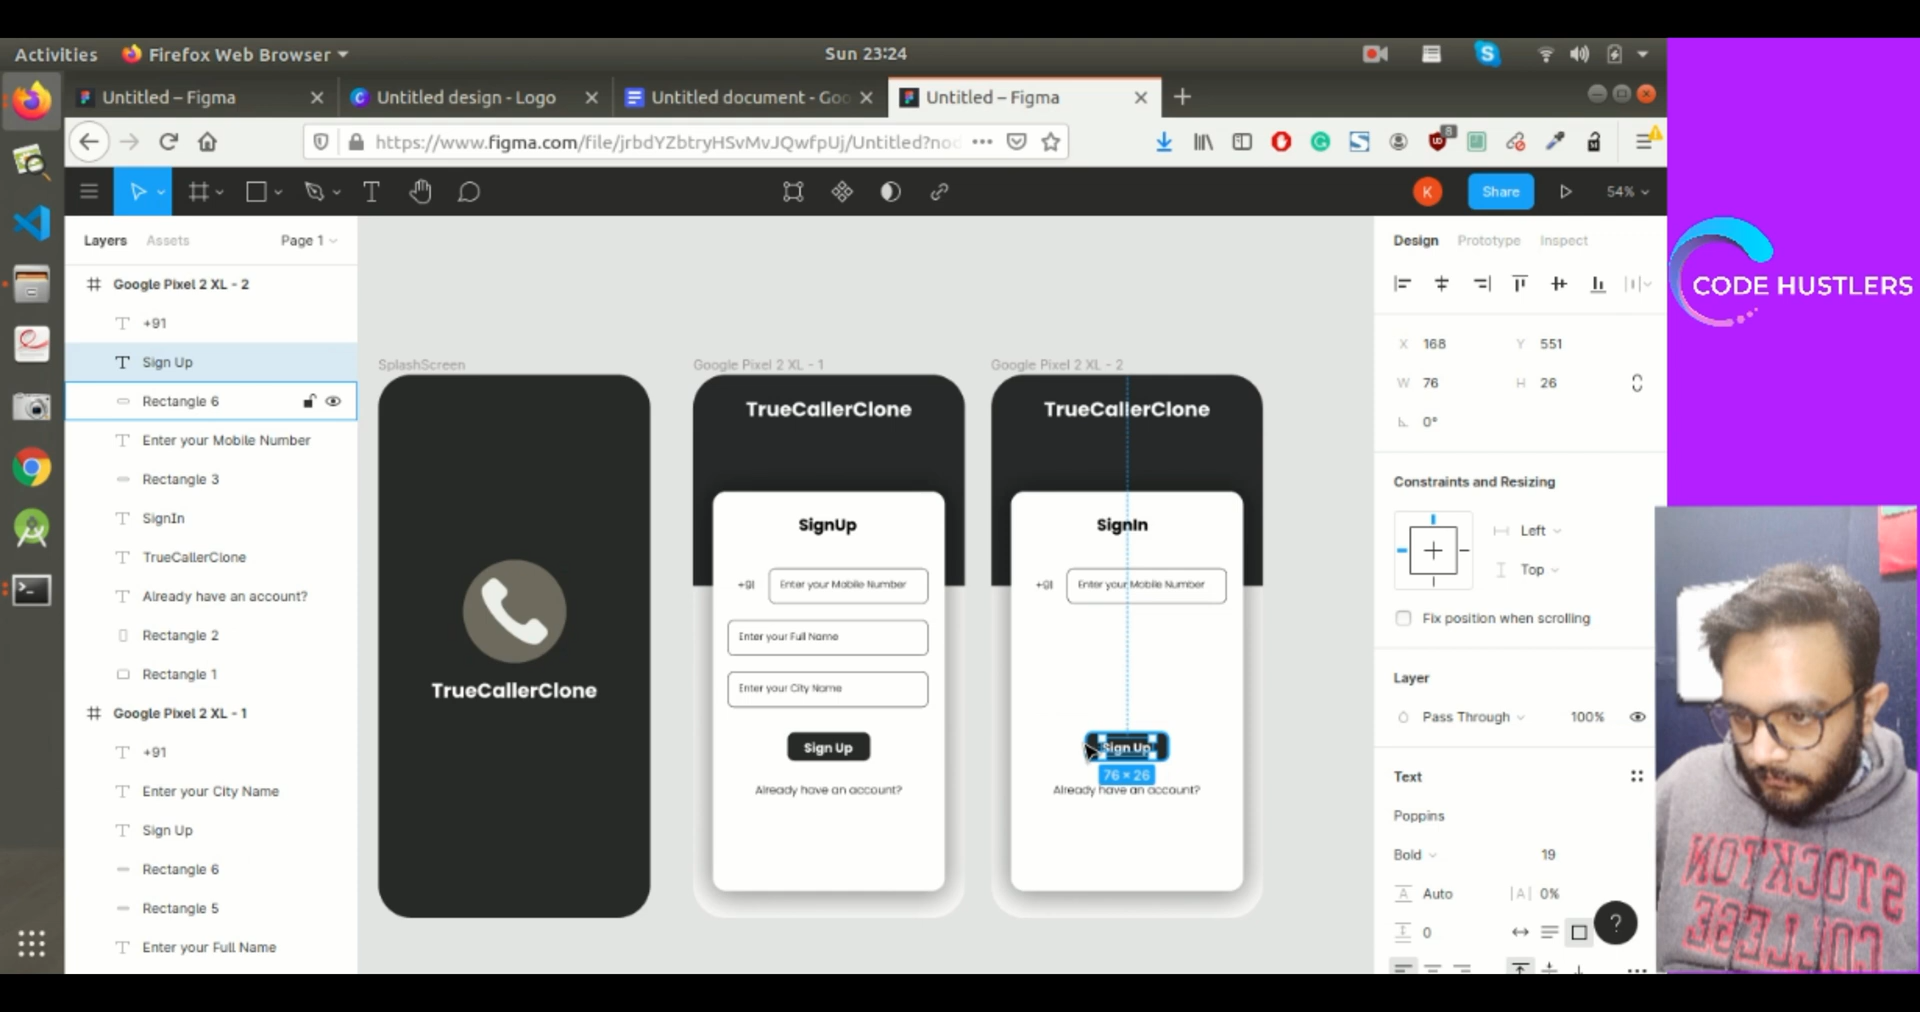 Activities
Firefox Web Browser
Sun 23:24
Untitled – Figma
Untitled design - Logo
Untitled document - Goo
Untitled – Figma
https://www.figma.com/file/jrbdYZbtryHSvMvJQwfpUj/Untitled?nod
8
K
Share
54%
Layers
Assets
Page 1
Google Pixel 2 XL - 2
+91
Sign Up
Rectangle 6
Enter your Mobile Number
Rectangle 3
SignIn
TrueCallerClone
Already have an account?
Rectangle 2
Rectangle 1
Google Pixel 2 XL - 1
+91
Enter your City Name
Sign Up
Rectangle 6
Rectangle 5
Enter your Full Name
SplashScreen
TrueCallerClone
Google Pixel 2 XL - 1
TrueCallerClone
SignUp
+91
Enter your Mobile Number
Enter your Full Name
Enter your City Name
Sign Up
Already have an account?
Google Pixel 2 XL - 2
TrueCallerClone
SignIn
+91
Enter your Mobile Number
Sign Up
76 × 26
Already have an account?
Design
Prototype
Inspect
X 168
Y 551
W 76
H 26
0°
Constraints and Resizing
Left
Top
Fix position when scrolling
Layer
Pass Through
100%
Text
Poppins
Bold
19
Auto
|A| 0%
0
?
CODE HUSTLERS
STOCKTON
COLLEGE